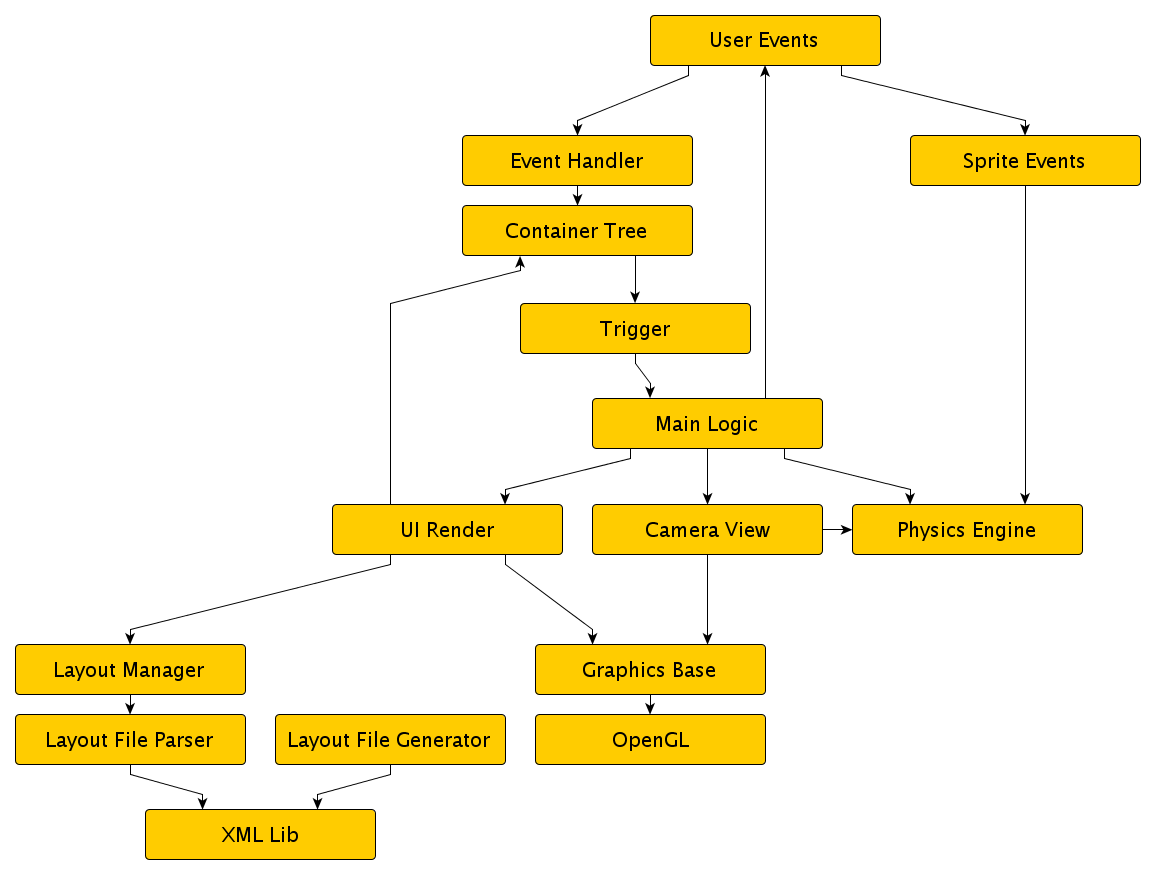 User Events
Event Handler
Sprite Events
Container Tree
Trigger
Main Logic
UI Render
Camera View
Physics Engine
Layout Manager
Graphics Base
Layout File Parser
Layout File Generator
OpenGL
XML Lib